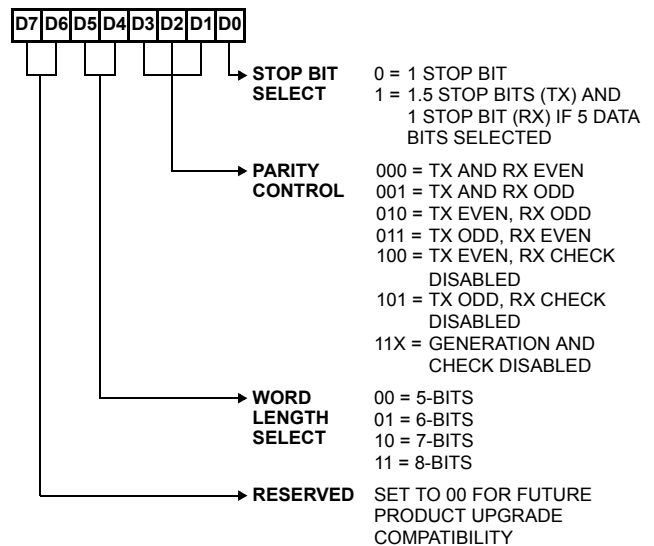 D7 D6 D5 D4 D3 D2 D1 D0
STOP BIT
SELECT
0 = 1 STOP BIT
1 = 1.5 STOP BITS (TX) AND
1 STOP BIT (RX) IF 5 DATA
BITS SELECTED
PARITY
CONTROL
000 = TX AND RX EVEN
001 = TX AND RX ODD
010 = TX EVEN, RX ODD
011 = TX ODD, RX EVEN
100 = TX EVEN, RX CHECK
DISABLED
101 = TX ODD, RX CHECK
DISABLED
11X = GENERATION AND
CHECK DISABLED
WORD
LENGTH
SELECT
00 = 5-BITS
01 = 6-BITS
10 = 7-BITS
11 = 8-BITS
RESERVED
SET TO 00 FOR FUTURE
PRODUCT UPGRADE
COMPATIBILITY